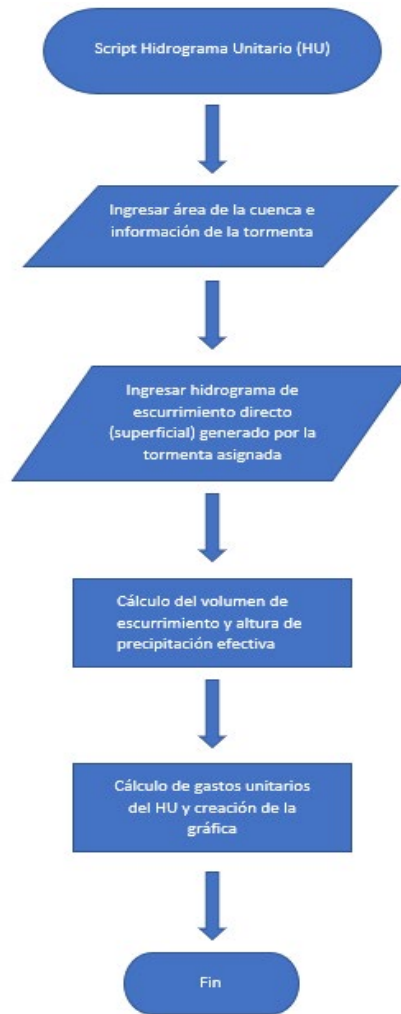 Script Hidrograma Unitario (HU)
Ingresar área de la cuenca e
información de la tormenta
Ingresar hidrograma de
escurrimiento directo
(superficial) generado por la
tormenta asignada
Cálculo del volumen de
escurrimiento y altura de
precipitación efectiva
Cálculo de gastos unitarios
del HU y creación de la
gráfica
Fin